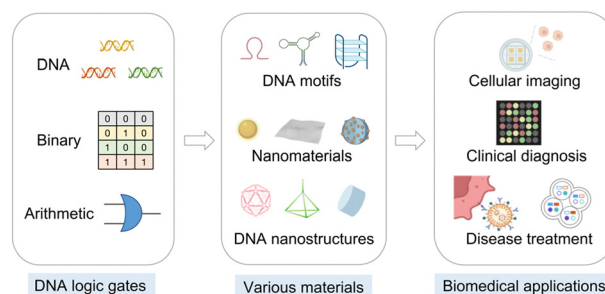 DNA
Binary
0 0 0
0 1 0
1 0 0
1 1 1
Arithmetic
DNA logic gates
DNA motifs
Nanomaterials
DNA nanostructures
Various materials
Cellular imaging
Clinical diagnosis
Disease treatment
Biomedical applications